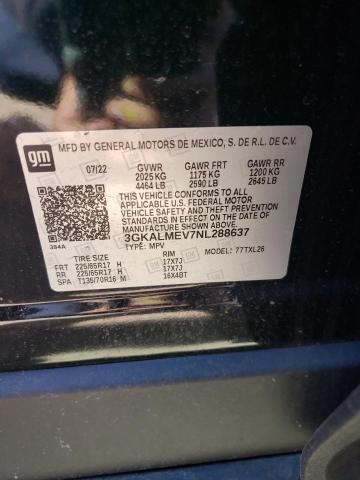 gm MFD BY GENERAL MOTORS DE MEXICO, S. DE R.L. DE C.V.
07/22 GVWR GAWR FRT GAWR RR
2025 KG 1175 KG 1200 KG
4464 LB 2590 LB 2645 LB
THIS VEHICLE CONFORMS TO ALL
APPLICABLE U.S. FEDERAL MOTOR
VEHICLE SAFETY AND THEFT PREVENTION
STANDARDS IN EFFECT ON THE DATE OF
MANUFACTURE SHOWN ABOVE.
384A 3GKALMEV7NL288637
TYPE: MPV 77TXL26
TIRE SIZE RIM
FRT 225/65R17 H 17X7J
RR 225/65R17 H 17X7J
SPA T135/70R16 M 16X4BT